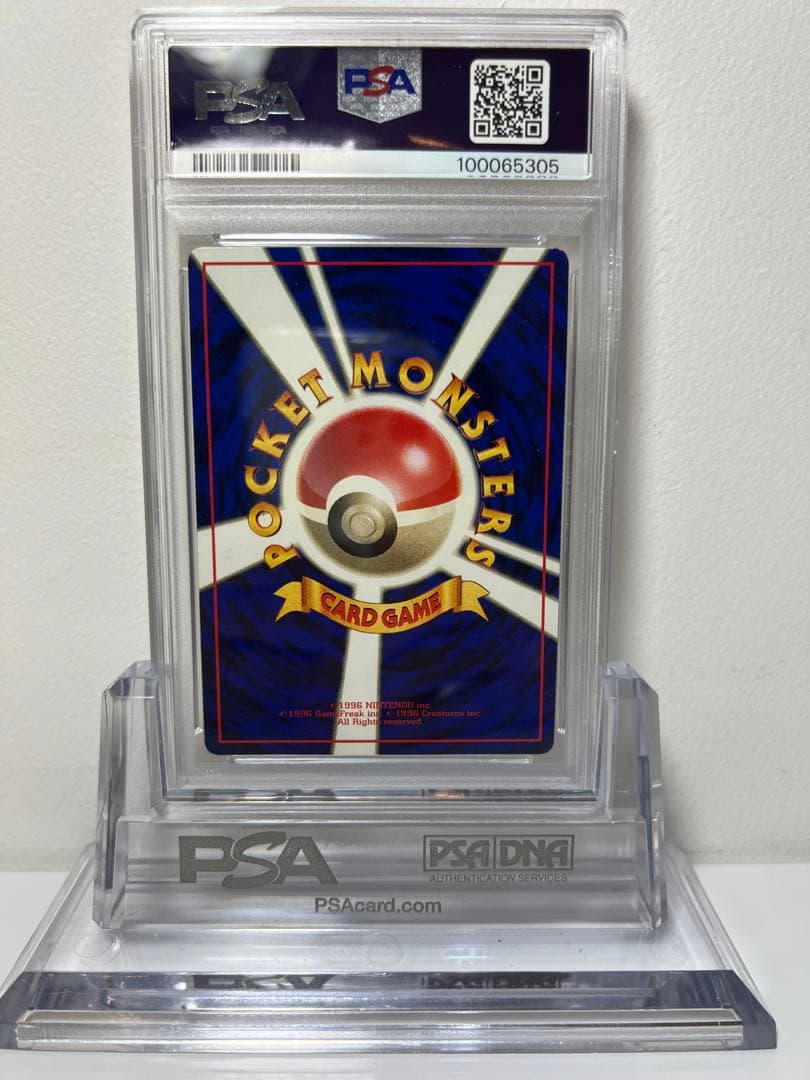 PSA
PSA
100065305
POCKET MONSTERS
CARD GAME
©1996 NINTENDO inc.
©1996 GameFreak inc. ©1996 Creatures inc
All Rights reserved
PSA
PSA DNA
AUTHENTICATION SERVICES
PSAcard.com